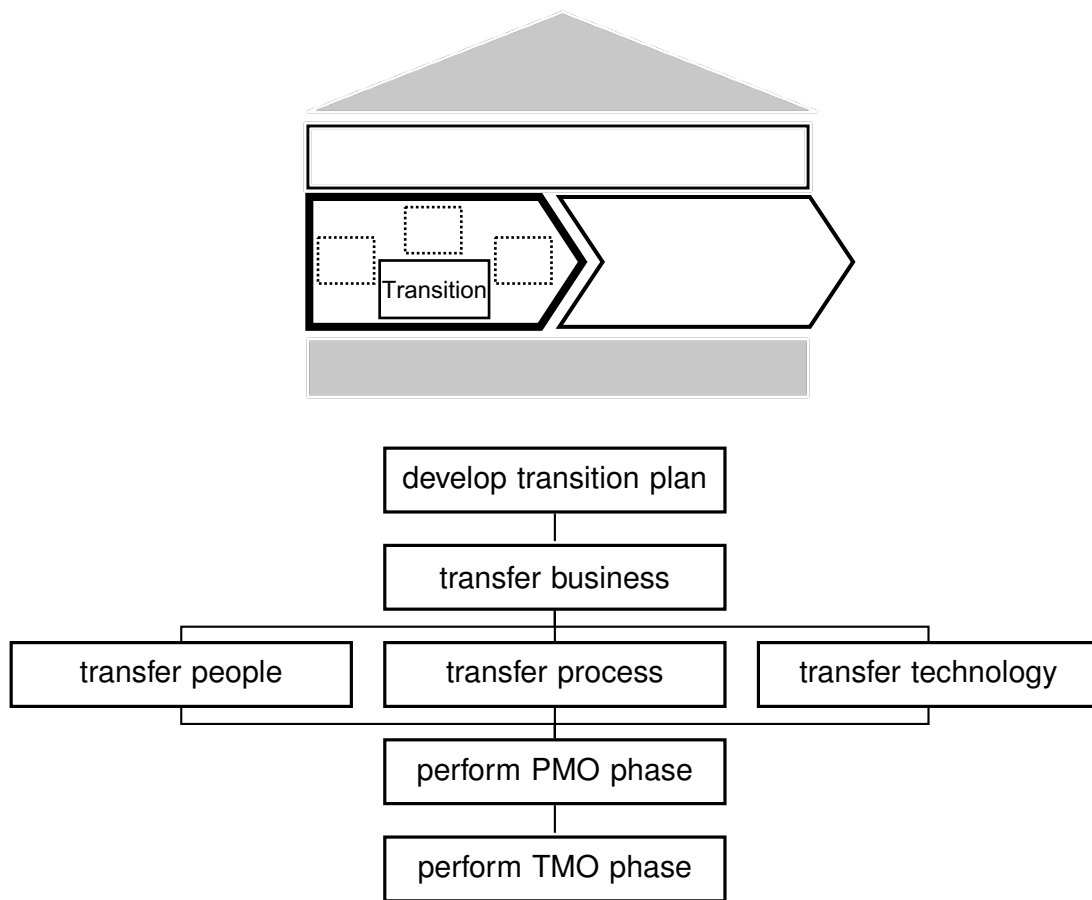 Transition
develop transition plan
transfer business
transfer people
transfer process
transfer technology
perform PMO phase
perform TMO phase